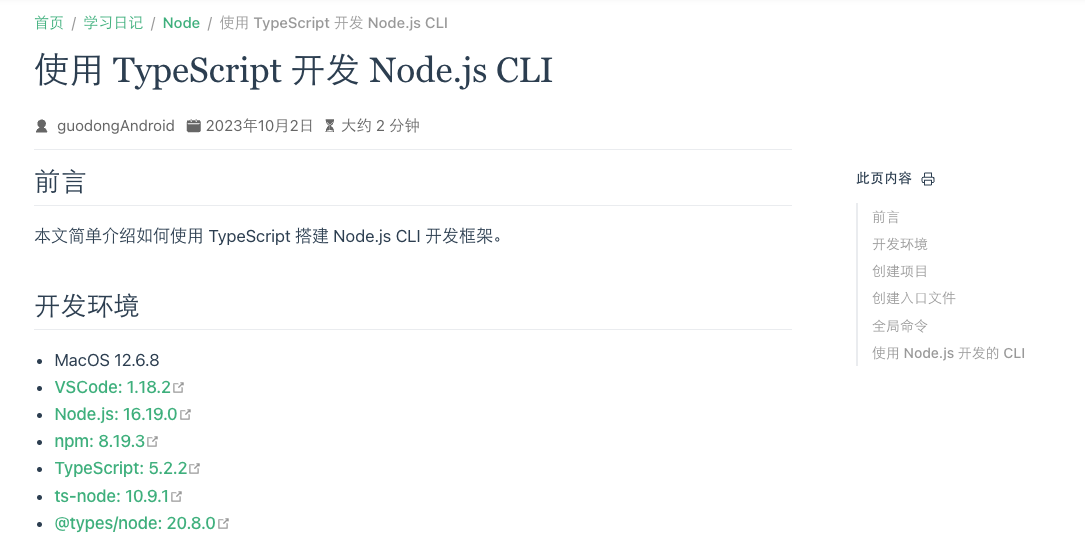 首页 / 学习日记 / Node / 使用 TypeScript 开发 Node.js CLI
使用 TypeScript 开发 Node.js CLI
guodongAndroid 2023年10月2日 大约 2 分钟
前言
本文简单介绍如何使用 TypeScript 搭建 Node.js CLI 开发框架。
开发环境
MacOS 12.6.8
VSCode: 1.18.2
Node.js: 16.19.0
npm: 8.19.3
TypeScript: 5.2.2
ts-node: 10.9.1
@types/node: 20.8.0
此页内容
前言
开发环境
创建项目
创建入口文件
全局命令
使用 Node.js 开发的 CLI